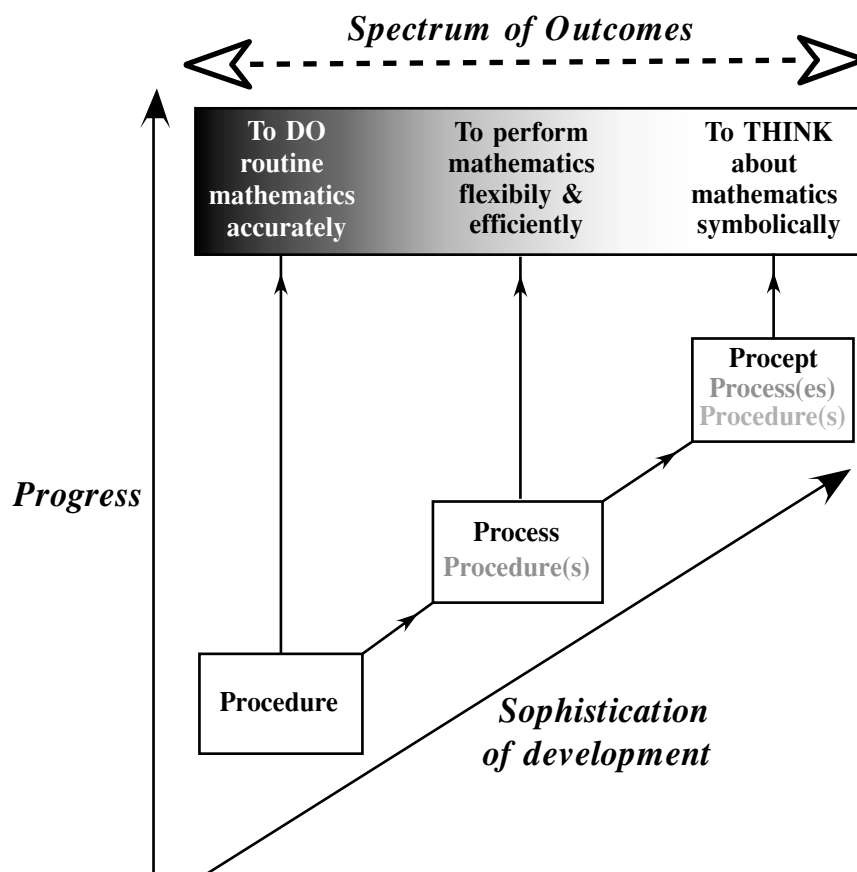 Spectrum of Outcomes
To DO
routine
mathematics
accurately
To perform
mathematics
flexibily &
efficiently
To THINK
about
mathematics
symbolically
Procept
Process(es)
Procedure(s)
Progress
Process
Procedure(s)
Procedure
Sophistication
of development